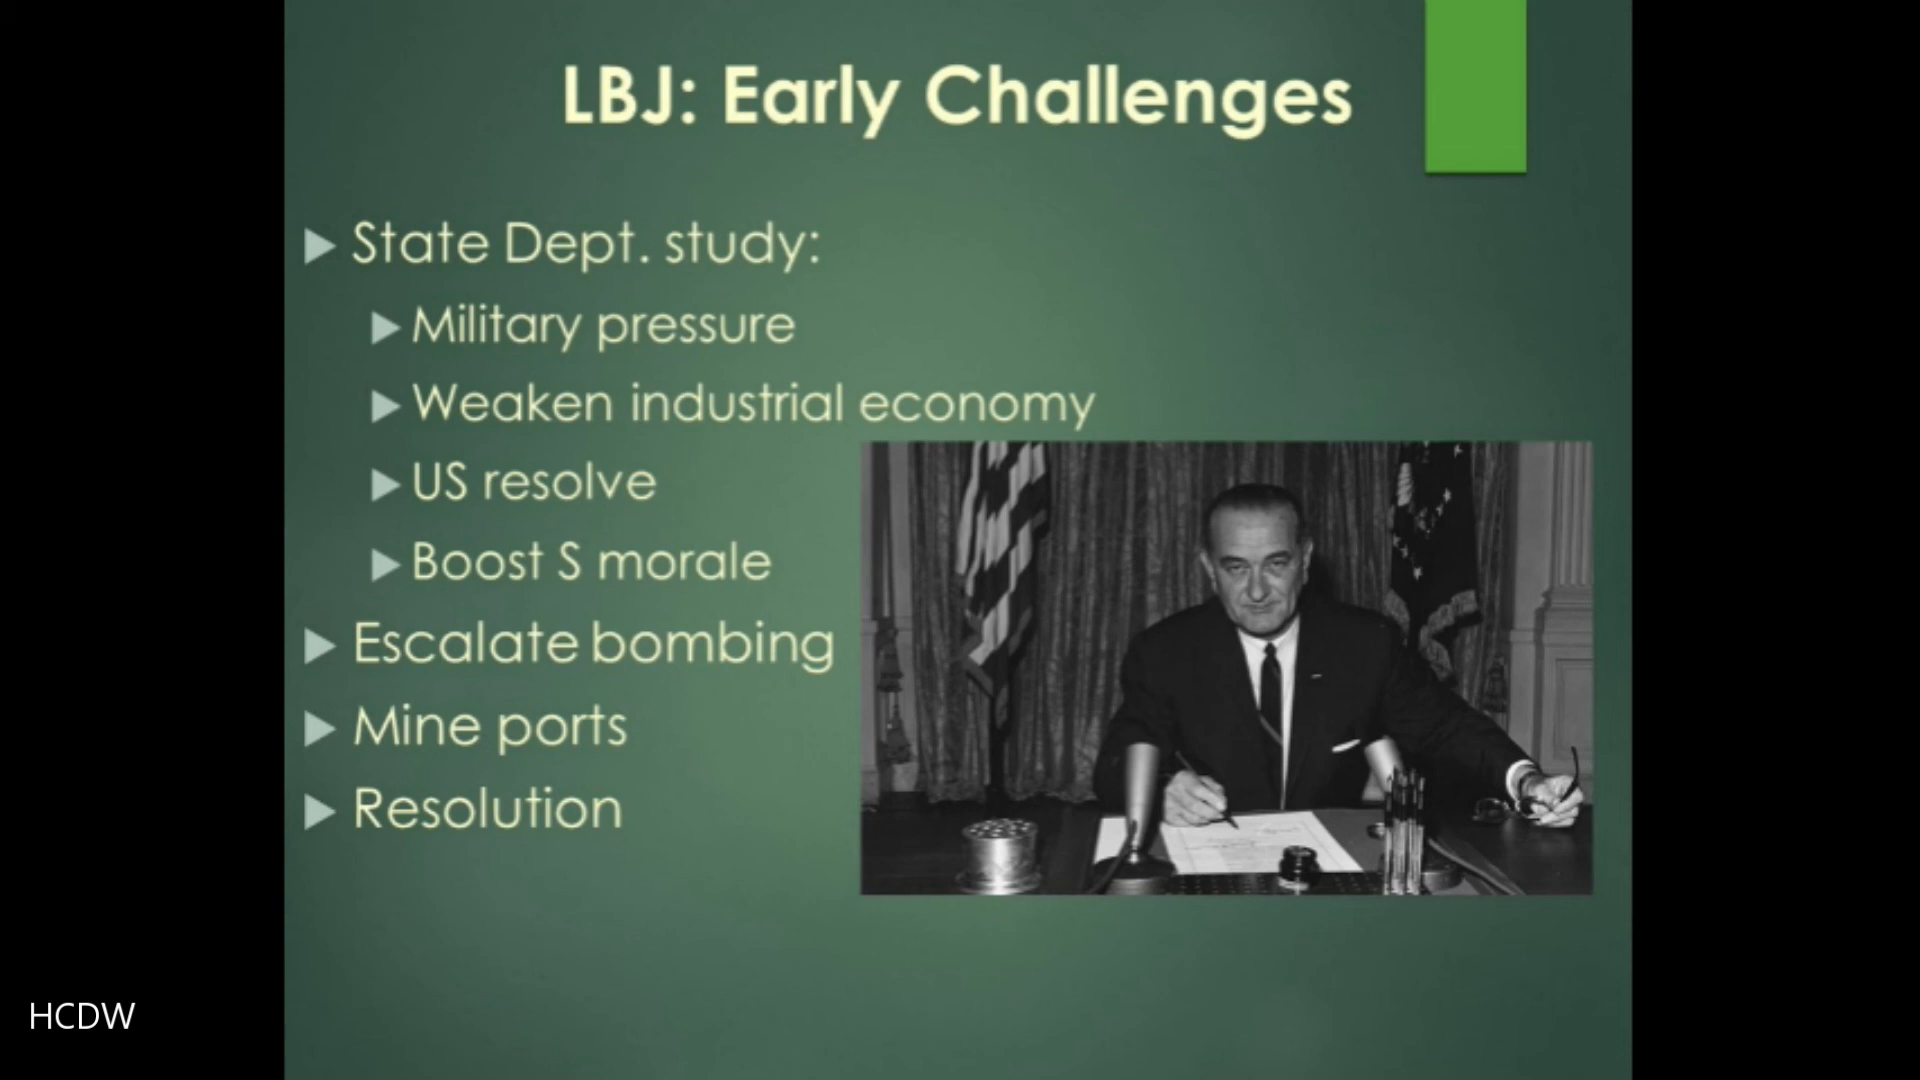 LBJ: Early Challenges
State Dept. study:
Military pressure
Weaken industrial economy
US resolve
Boost S morale
Escalate bombing
Mine ports
Resolution
HCDW